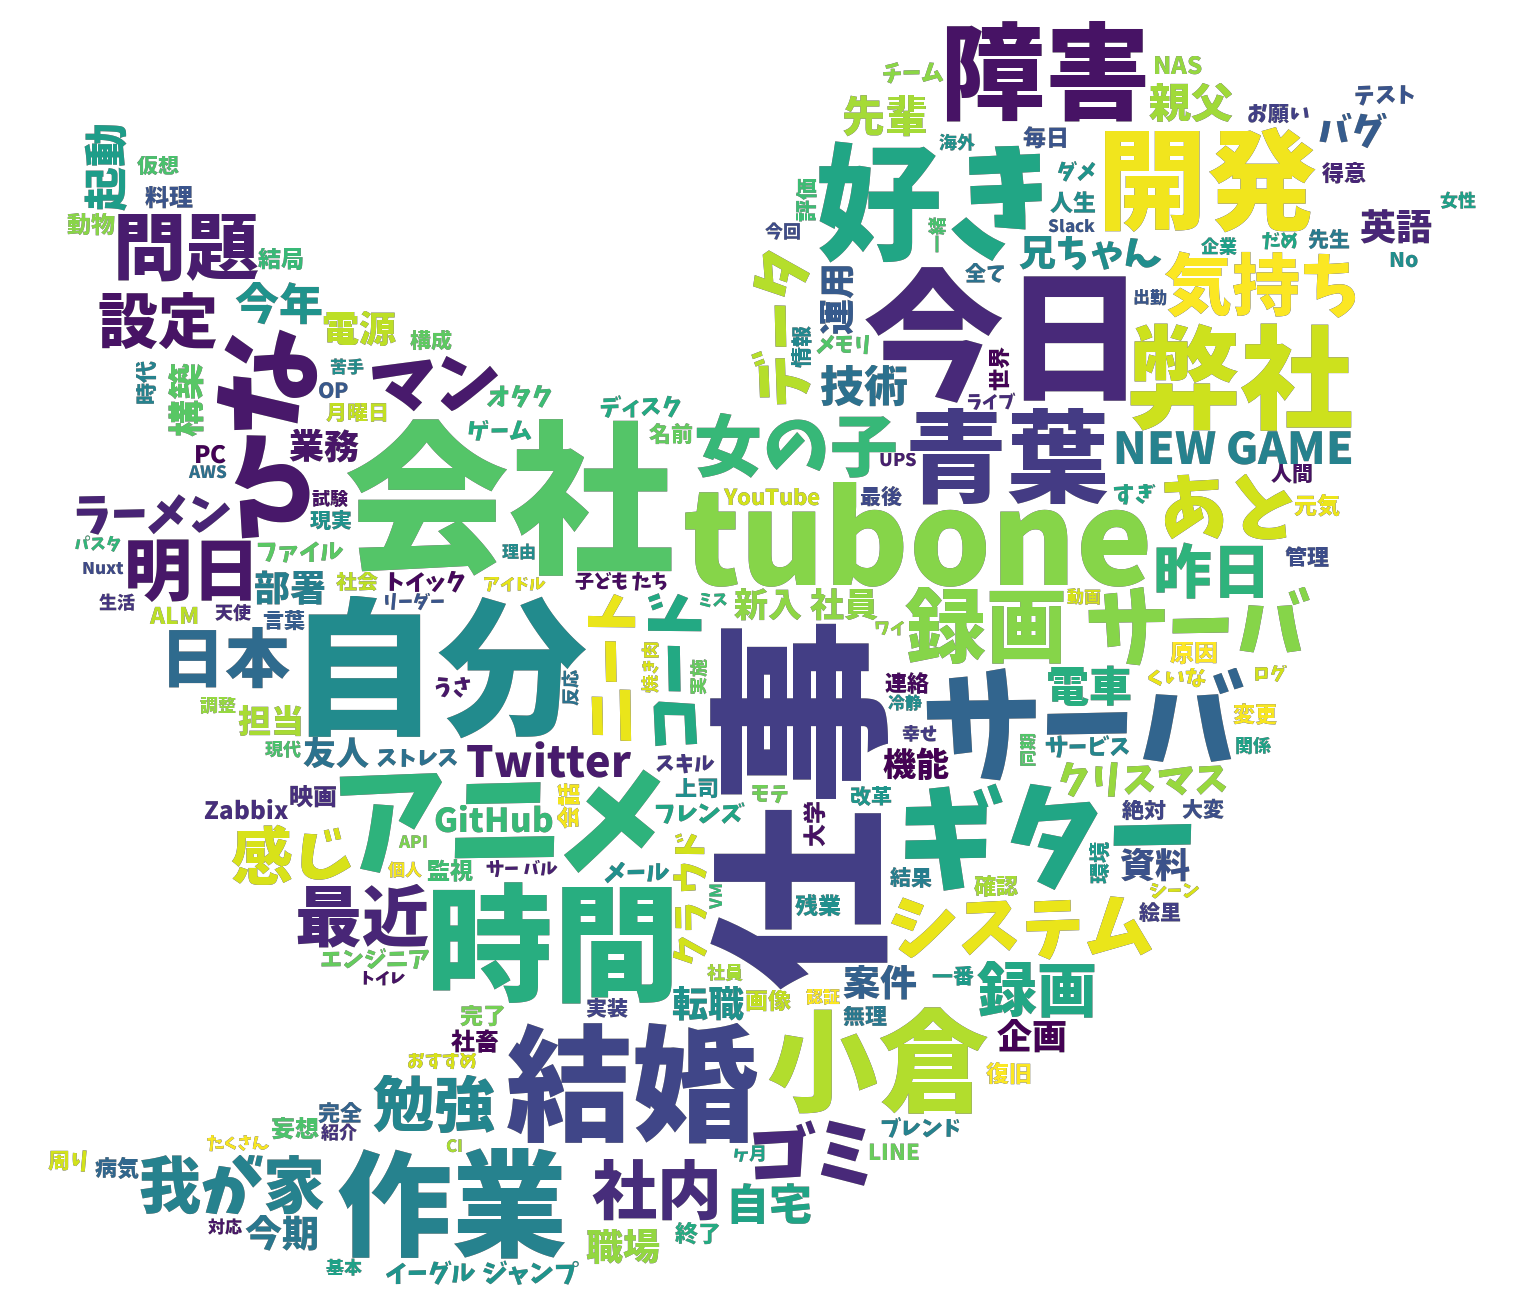 障害
NAS
チーム
先輩
親父
お願い
テスト
バグ
海外
毎日
好き
開発
得意
ダメ
人生
Slack
評価
一緒
今回
女性
英語
No
兄ちゃん
企業
だめ
先生
起動
仮想
料理
動物
問題
結局
設定
今年
電源
構成
データ
運用
全て
今日
出勤
気持ち
弊社
情報
メモリ
技術
世界
ライブ
やつら
時代
構築
苦手
OP
マン
月曜日
オタク
ゲーム
ディスク
名前
女の子
UPS
青葉
NEW GAME
人間
PC
AWS
業務
会社
YouTube
最後
tubone
すぎ
あと
元気
ラーメン
試験
現実
パスタ
Nuxt
明日
ファイル
理由
昨日
管理
生活
ALM
天使
部署
言葉
社会
トイック
リーダー
アイドル
子どもたち
ミス
新入社員
ワイ
録画
動画
サーバ
日本
自分
うさ
反応
ニート
焼き肉
コード
実施
仕事
連絡
冷静
幸せ
機能
サーバ
電車
原因
くいな
ログ
変更
関係
サービス
同期
調整
担当
現代
友人
ストレス
Twitter
スキル
上司
フレンズ
モテ
改革
大学
クリスマス
絶対
大変
Zabbix
映画
アニメ
GitHub
会話
API
感じ
個人
監視
サーバル
メール
クラウド
VM
残業
ギター
結果
確認
環境
資料
シーン
絵里
最近
エンジニア
トイレ
時間
システム
社員
転職
画像
認証
案件
無理
一番
録画
完了
社畜
実装
企画
復旧
おすすめ
勉強
結婚
小倉
完全
妄想
紹介
たくさん
CI
周り
病気
我が家
対応
今期
作業
社内
ヶ月
ゴミ
ブレンド
LINE
自宅
職場
終了
基本
イーグルジャンプ